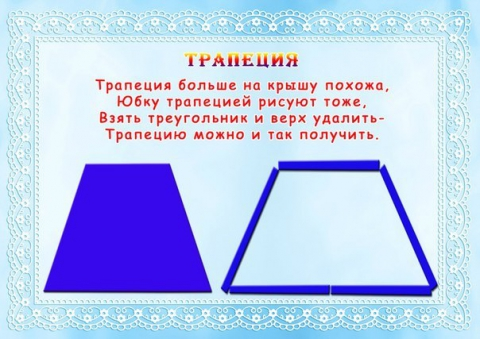 ТРАПЕЦИЯ
Трапеция больше на крышу похожа,
Юбку трапецией рисуют тоже,
Взять треугольник и верх удалить-
Трапецию можно и так получить.